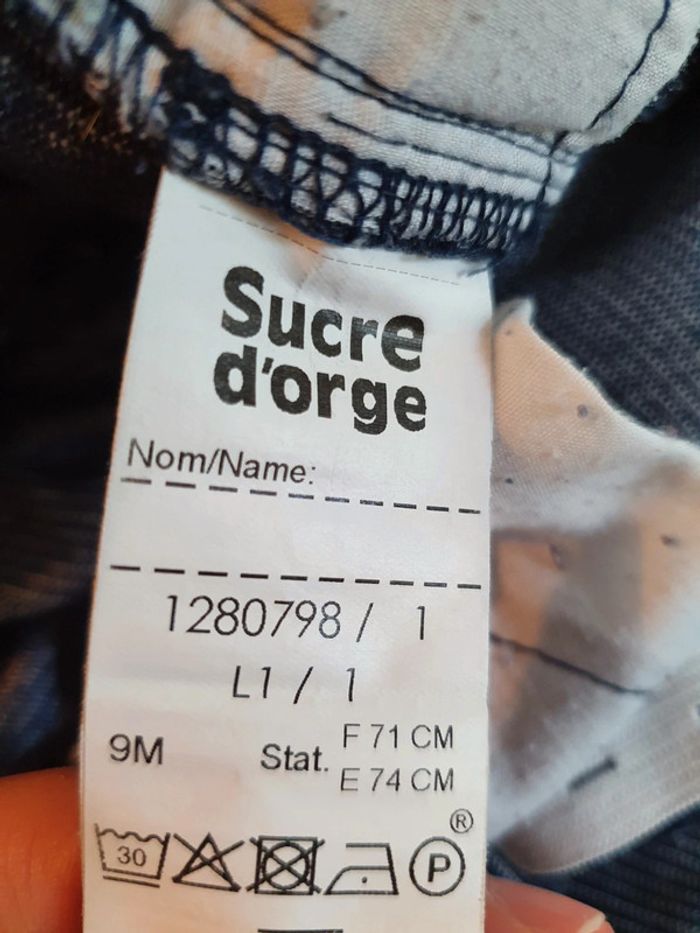 Sucre
d'orge
Nom/Name:
1280798 / 1
L1 / 1
9M Stat. F 71 CM
E 74 CM
®
30 P